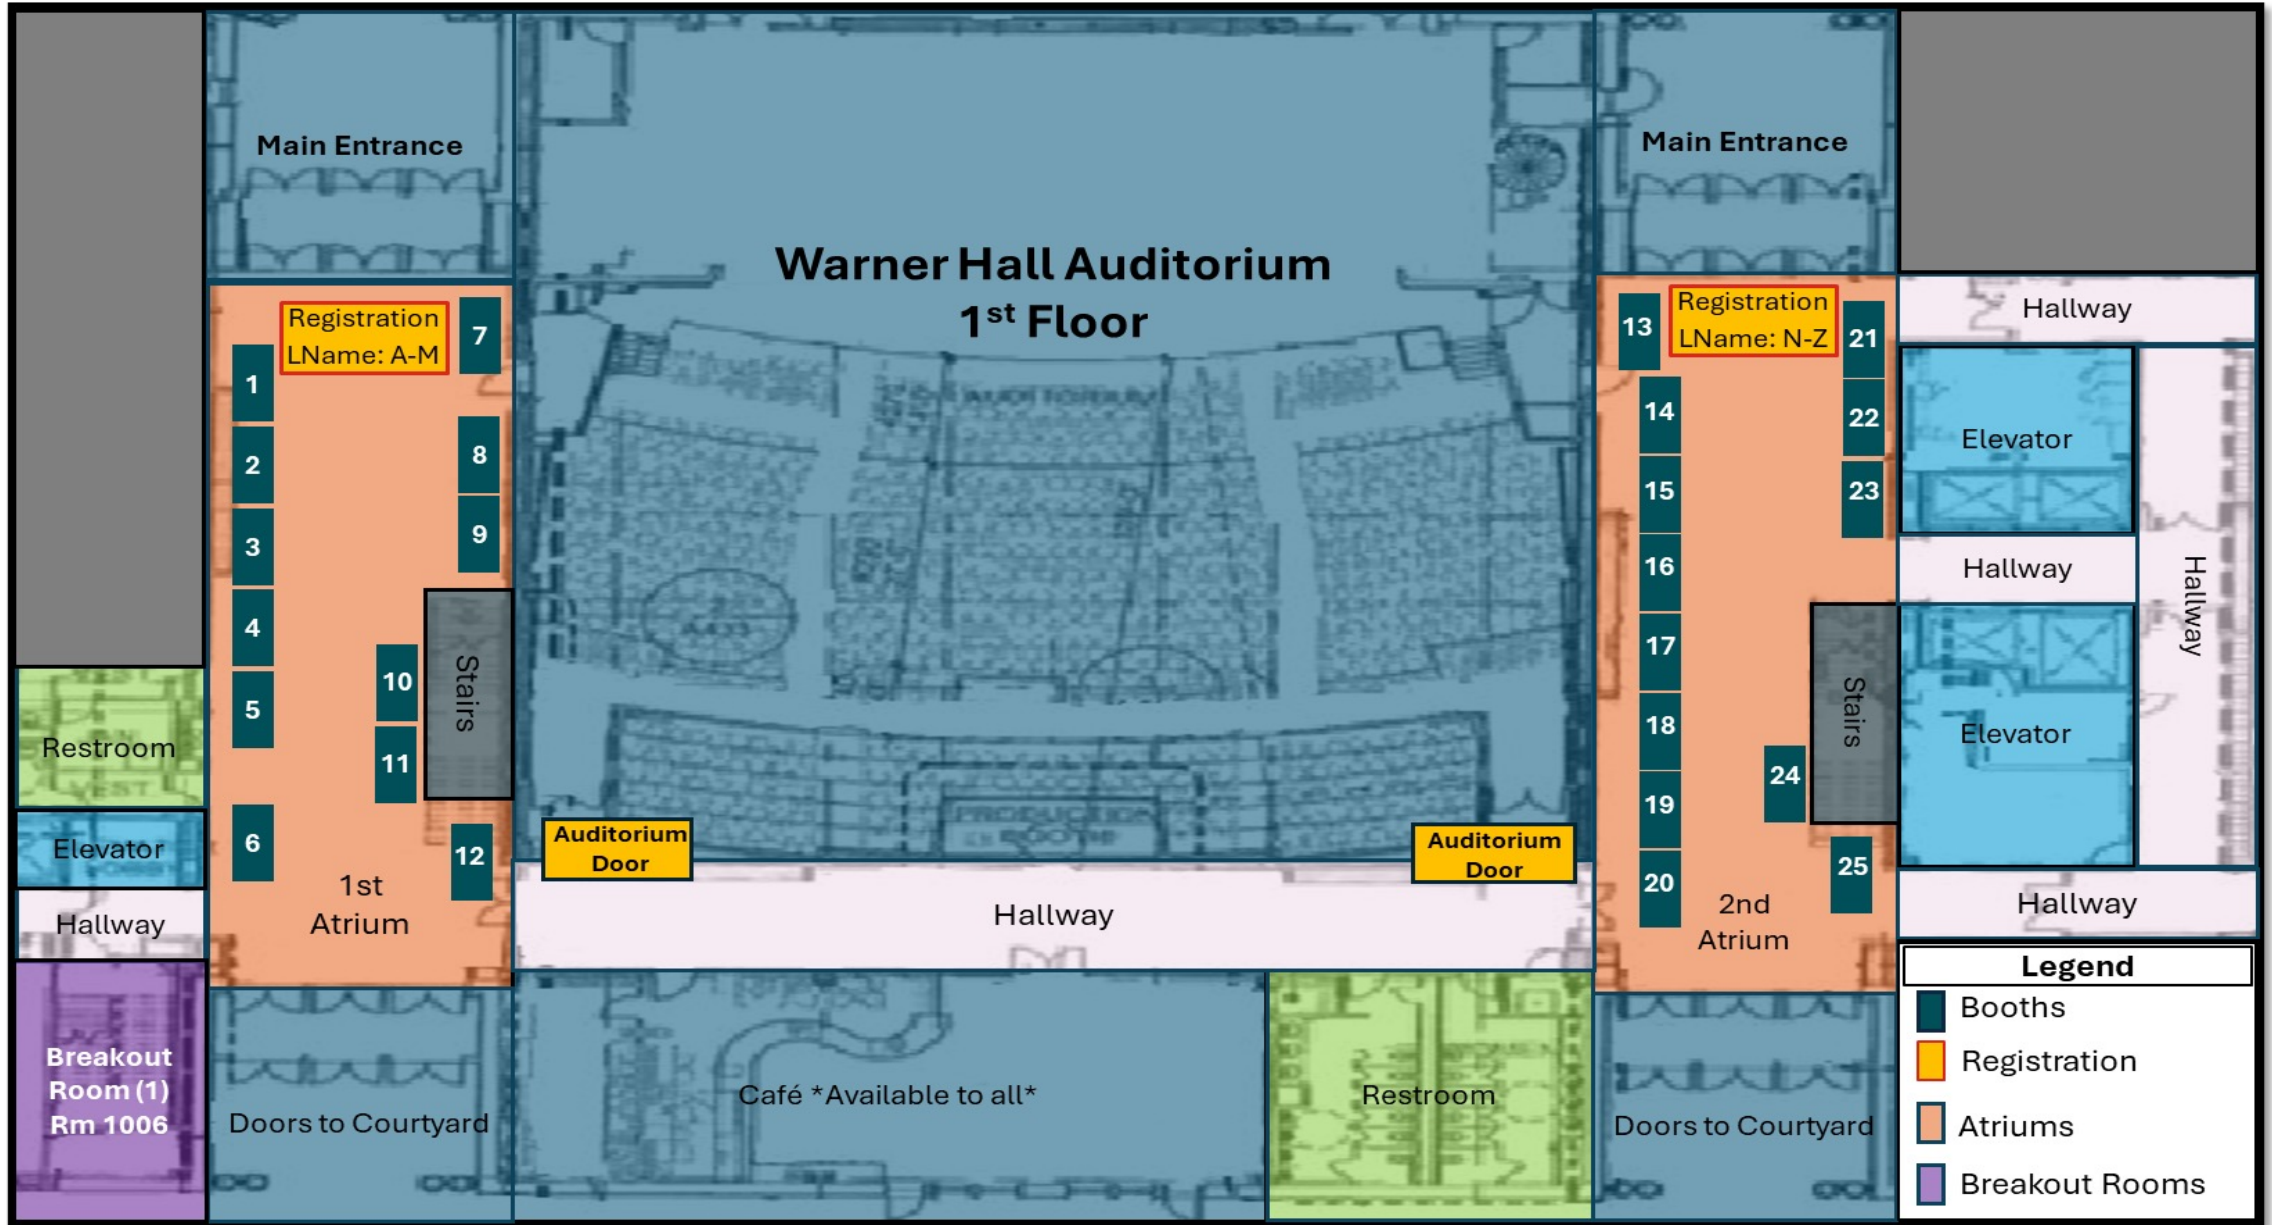 Main Entrance
Warner Hall Auditorium
1st Floor
Main Entrance
Registration
LName: A-M
7
1
2
3
4
5
6
8
9
10
11
12
Stairs
1st
Atrium
Restroom
Elevator
Hallway
Breakout
Room (1)
Rm 1006
Doors to Courtyard
AUDITORIUM
PRODUCTION
Auditorium
Door
Auditorium
Door
Hallway
Café *Available to all*
Restroom
13
Registration
LName: N-Z
21
14
15
16
17
18
19
20
22
23
24
25
Stairs
2nd
Atrium
Doors to Courtyard
Hallway
Elevator
Hallway
Hallway
Elevator
Hallway
Legend
Booths
Registration
Atriums
Breakout Rooms